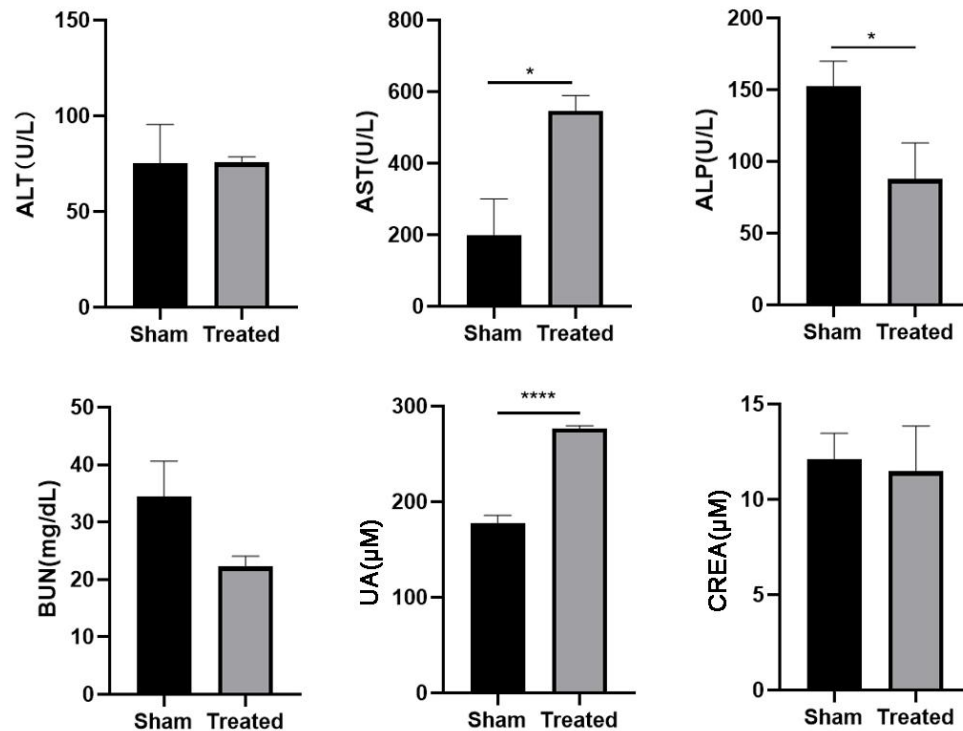 ALT (U/L)
150
100
50
0
Sham Treated
AST(U/L)
800
600
400
200
0
*
Sham Treated
ALP(U/L)
200
150
100
50
0
*
Sham Treated
BUN(mg/dL)
50
40
30
20
10
0
Sham Treated
UA(µM)
300
200
100
0
****
Sham Treated
CREA(µM)
15
10
5
0
Sham Treated